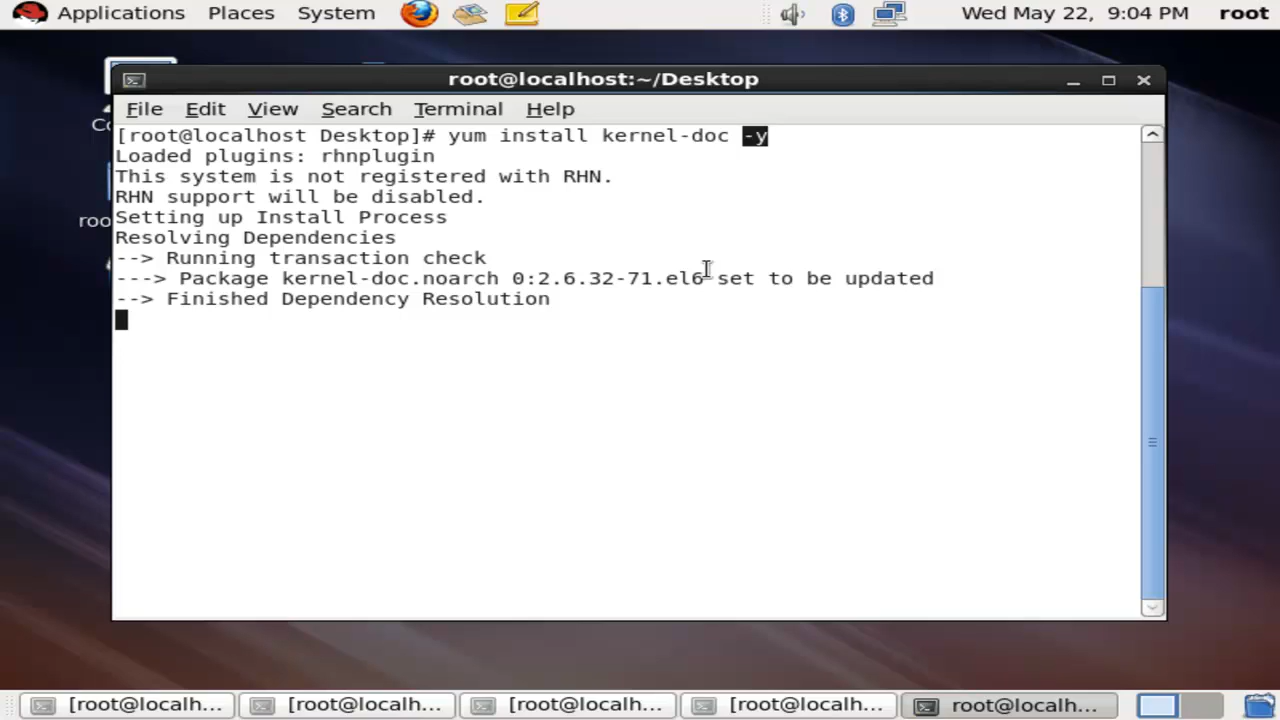 Applications Places System Wed May 22, 9:04 PM root
root@localhost:~/Desktop
File Edit View Search Terminal Help
[root@localhost Desktop]# yum install kernel-doc -y
Loaded plugins: rhnplugin
This system is not registered with RHN.
RHN support will be disabled.
Setting up Install Process
Resolving Dependencies
--> Running transaction check
---> Package kernel-doc.noarch 0:2.6.32-71.el6 set to be updated
--> Finished Dependency Resolution
Co
roo
[root@localh... [root@localh... [root@localh... [root@localh... root@localh...